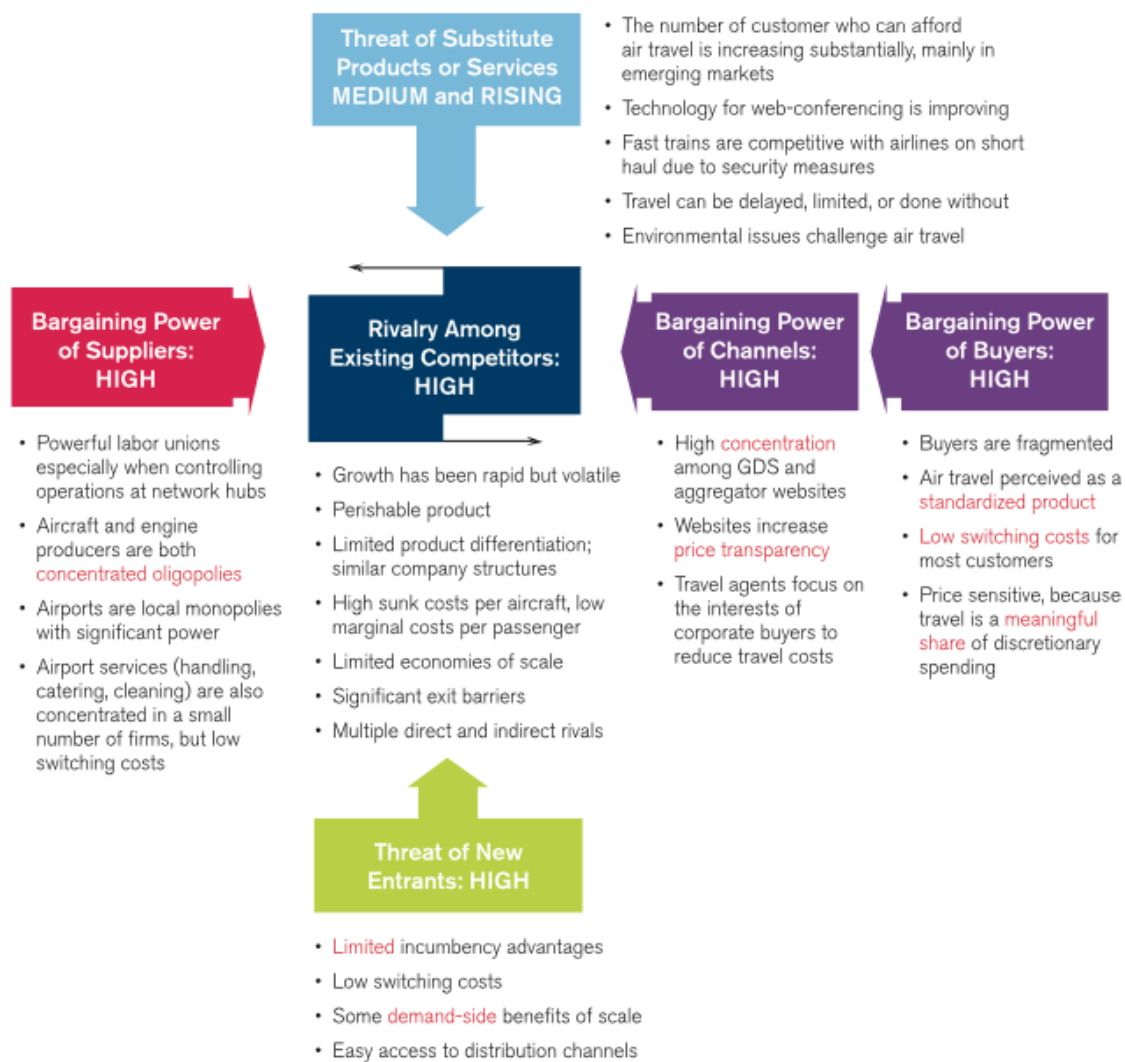 Threat of Substitute
Products or Services
MEDIUM and RISING
• The number of customer who can afford
air travel is increasing substantially, mainly in
emerging markets
• Technology for web-conferencing is improving
• Fast trains are competitive with airlines on short
haul due to security measures
• Travel can be delayed, limited, or done without
• Environmental issues challenge air travel
Bargaining Power
of Suppliers:
HIGH
• Powerful labor unions
especially when controlling
operations at network hubs
• Aircraft and engine
producers are both
concentrated oligopolies
• Airports are local monopolies
with significant power
• Airport services (handling,
catering, cleaning) are also
concentrated in a small
number of firms, but low
switching costs
Rivalry Among
Existing Competitors:
HIGH
• Growth has been rapid but volatile
• Perishable product
• Limited product differentiation;
similar company structures
• High sunk costs per aircraft, low
marginal costs per passenger
• Limited economies of scale
• Significant exit barriers
• Multiple direct and indirect rivals
Bargaining Power
of Channels:
HIGH
• High concentration
among GDS and
aggregator websites
• Websites increase
price transparency
• Travel agents focus on
the interests of
corporate buyers to
reduce travel costs
Bargaining Power
of Buyers:
HIGH
• Buyers are fragmented
• Air travel perceived as a
standardized product
• Low switching costs for
most customers
• Price sensitive, because
travel is a meaningful
share of discretionary
spending
Threat of New
Entrants: HIGH
• Limited incumbency advantages
• Low switching costs
• Some demand-side benefits of scale
• Easy access to distribution channels